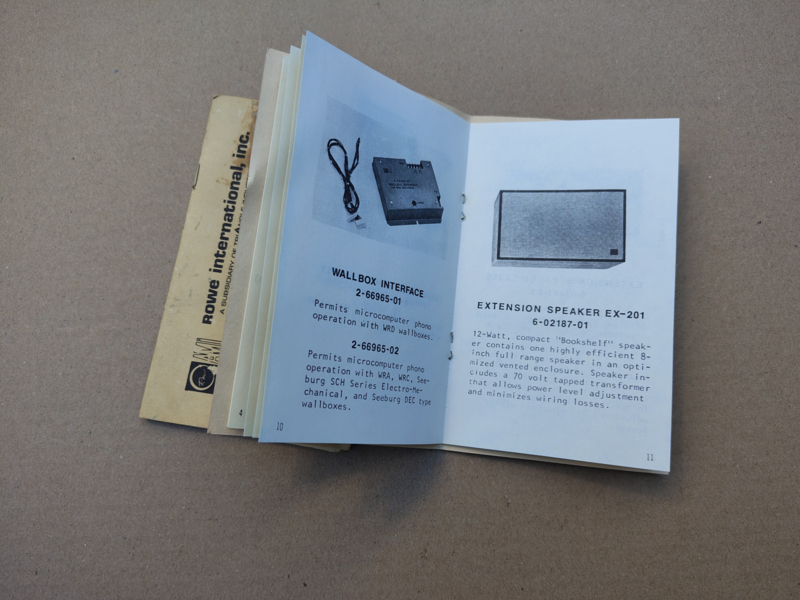 Rowe international, inc.
A SUBSIDIARY OF TRIANGLE
4
WALLBOX INTERFACE
2-66965-01
Permits microcomputer phono
operation with WRD wallboxes.
2-66965-02
Permits microcomputer phono
operation with WRA, WRC, See-
burg SCH Series Electro-Me-
chanical, and Seeburg DEC type
wallboxes.
10
EXTENSION SPEAKER EX-201
6-02187-01
12-Watt, compact "Bookshelf" speak-
er contains one highly efficient 8-
inch full range speaker in an opti-
mized vented enclosure. Speaker in-
cludes a 70 volt tapped transformer
that allows power level adjustment
and minimizes wiring losses.
11